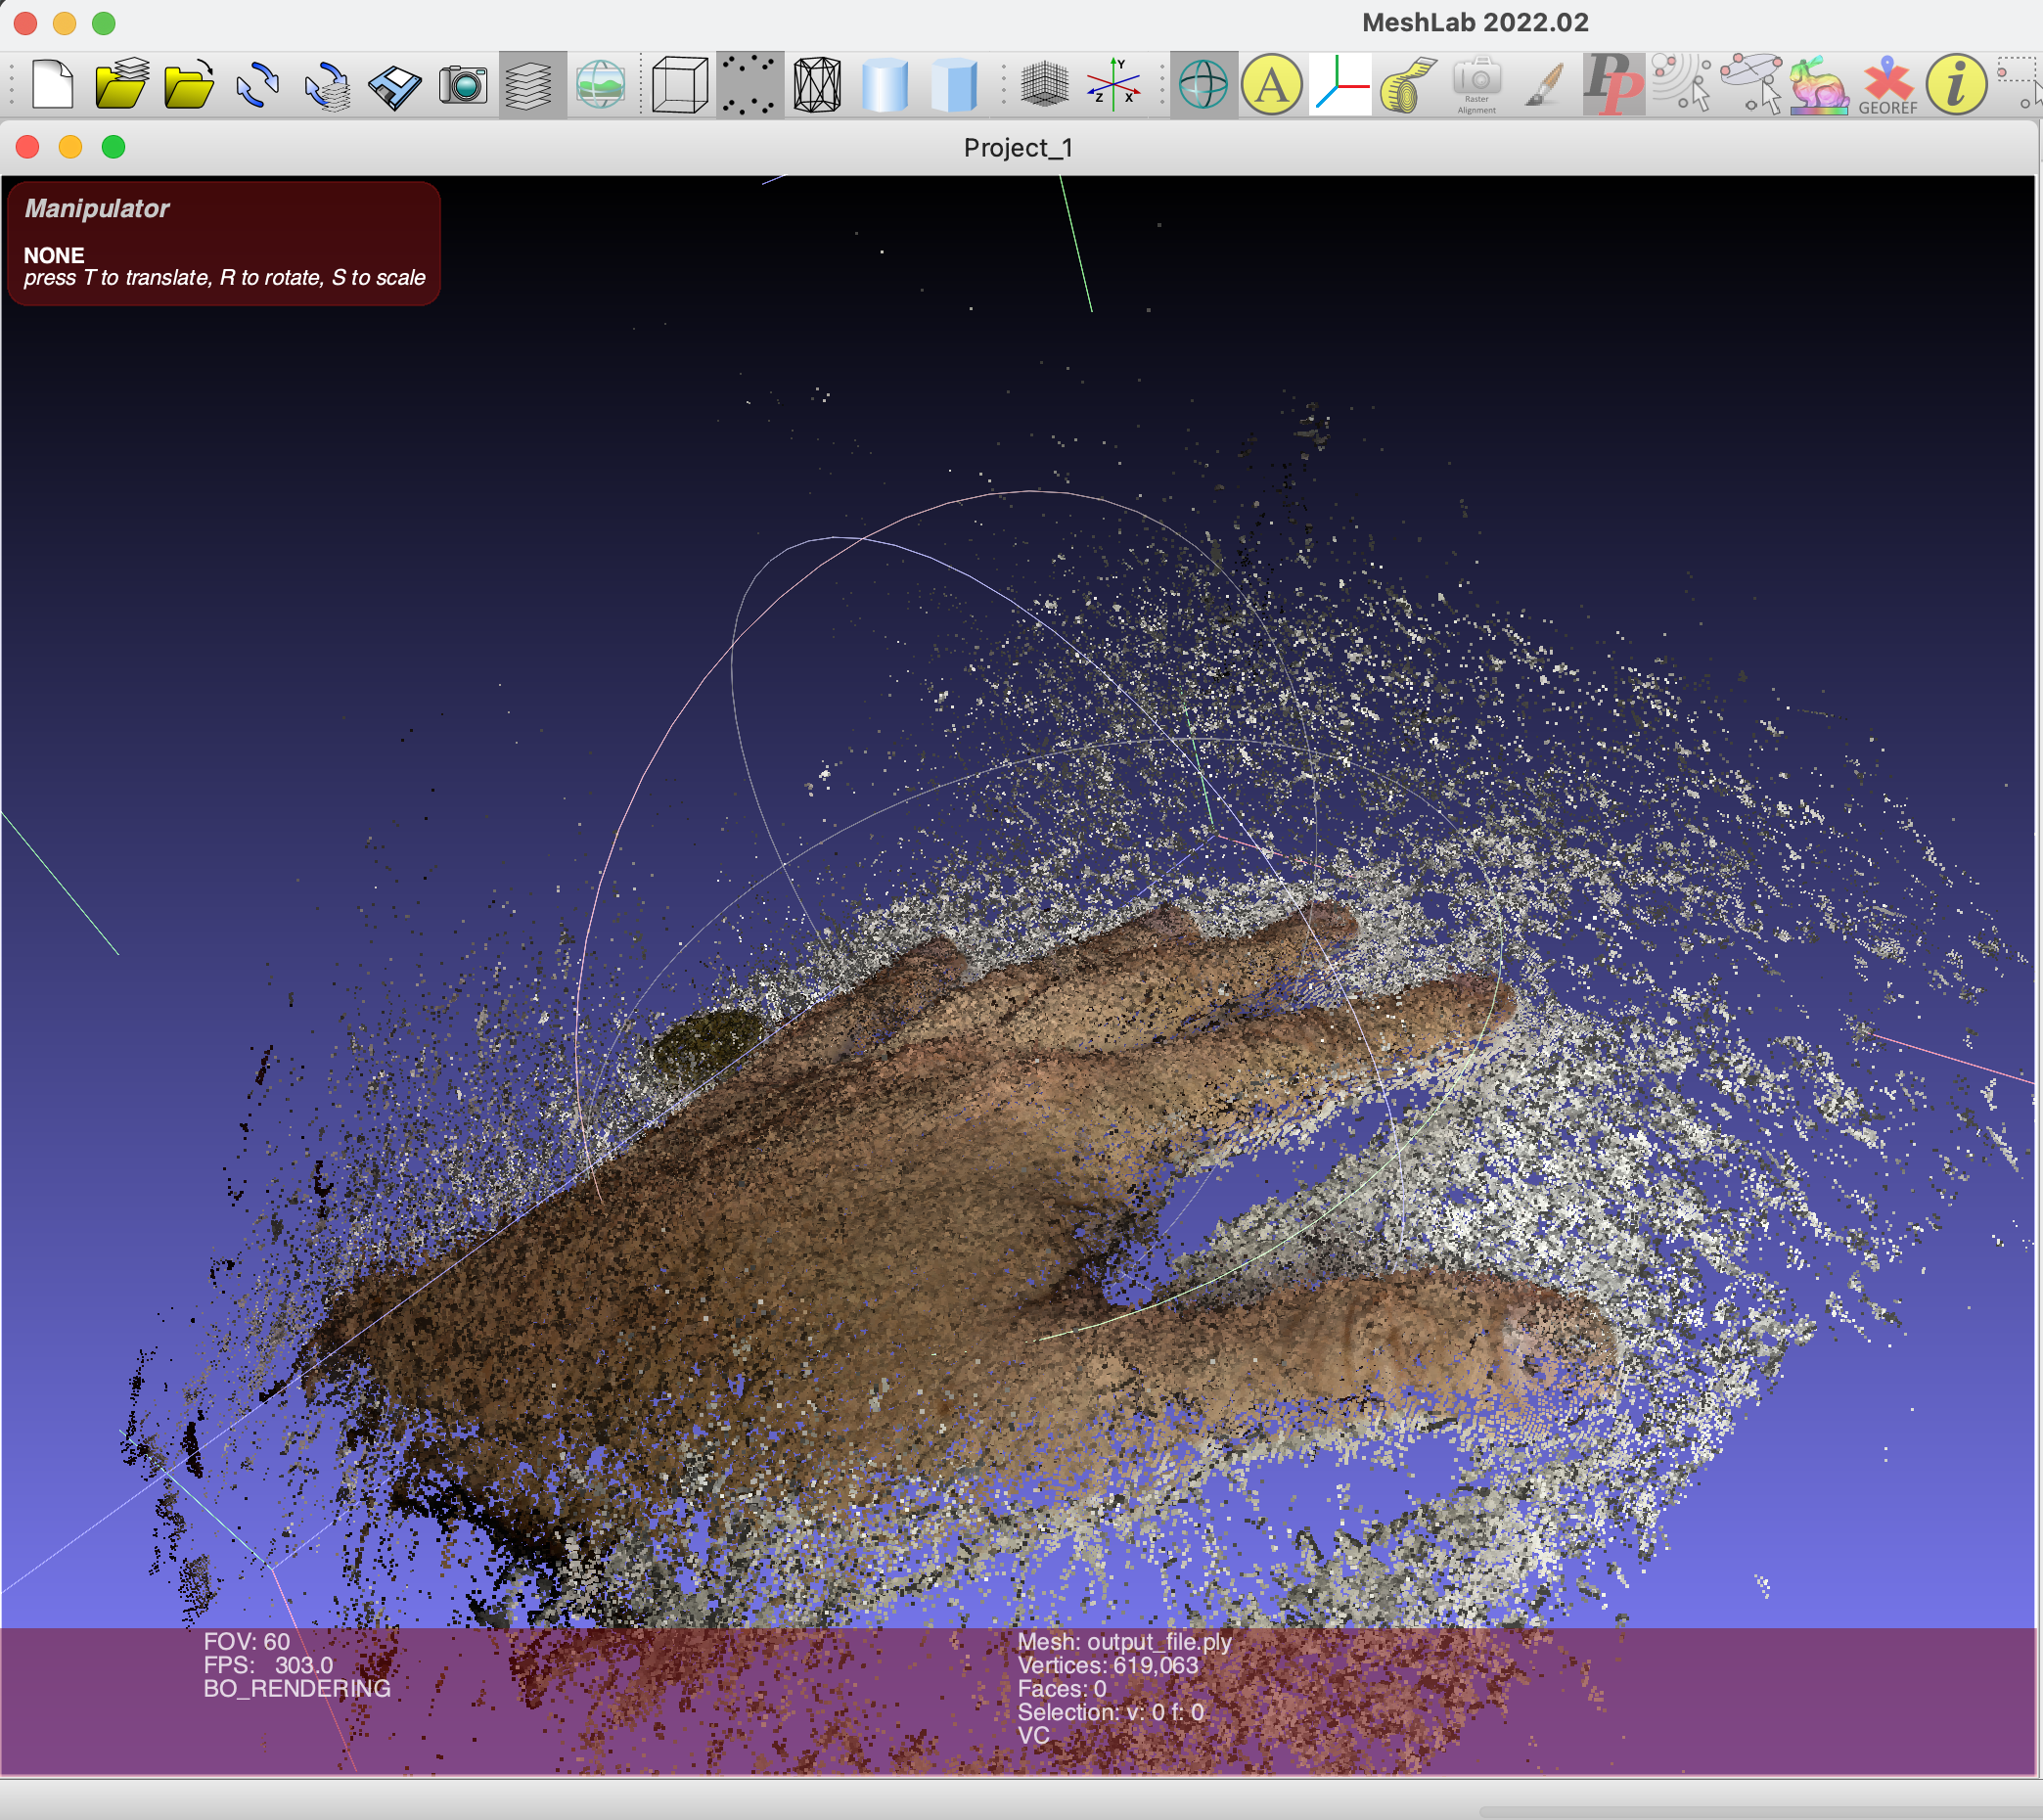 MeshLab 2022.02
A
Y
Z
X
Raster
Alignment
PP
GEOREF
i
Project_1
Manipulator
NONE
press T to translate, R to rotate, S to scale
FOV: 60
FPS: 303.0
BO_RENDERING
Mesh: output_file.ply
Vertices: 619,063
Faces: 0
Selection: v: 0 f: 0
VC